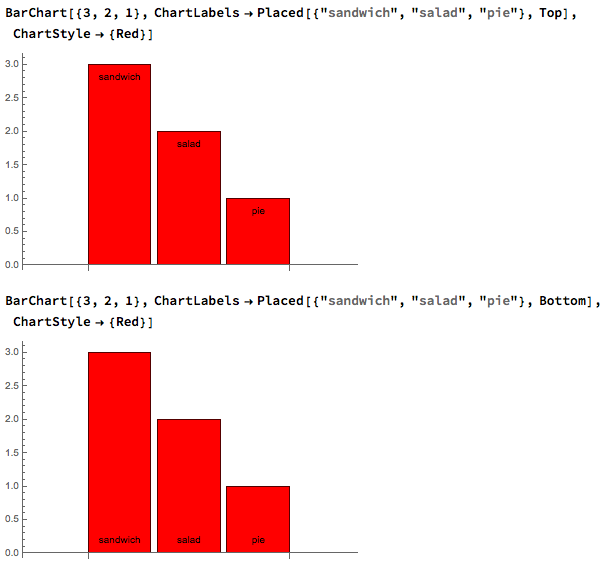 BarChart[{3, 2, 1}, ChartLabels → Placed[{"sandwich", "salad", "pie"}, Top],
ChartStyle → {Red}]
3.0
sandwich
2.5
2.0
salad
1.5
1.0
pie
0.5
0.0
BarChart[{3, 2, 1}, ChartLabels → Placed[{"sandwich", "salad", "pie"}, Bottom],
ChartStyle → {Red}]
3.0
2.5
2.0
1.5
1.0
0.5
sandwich salad pie
0.0